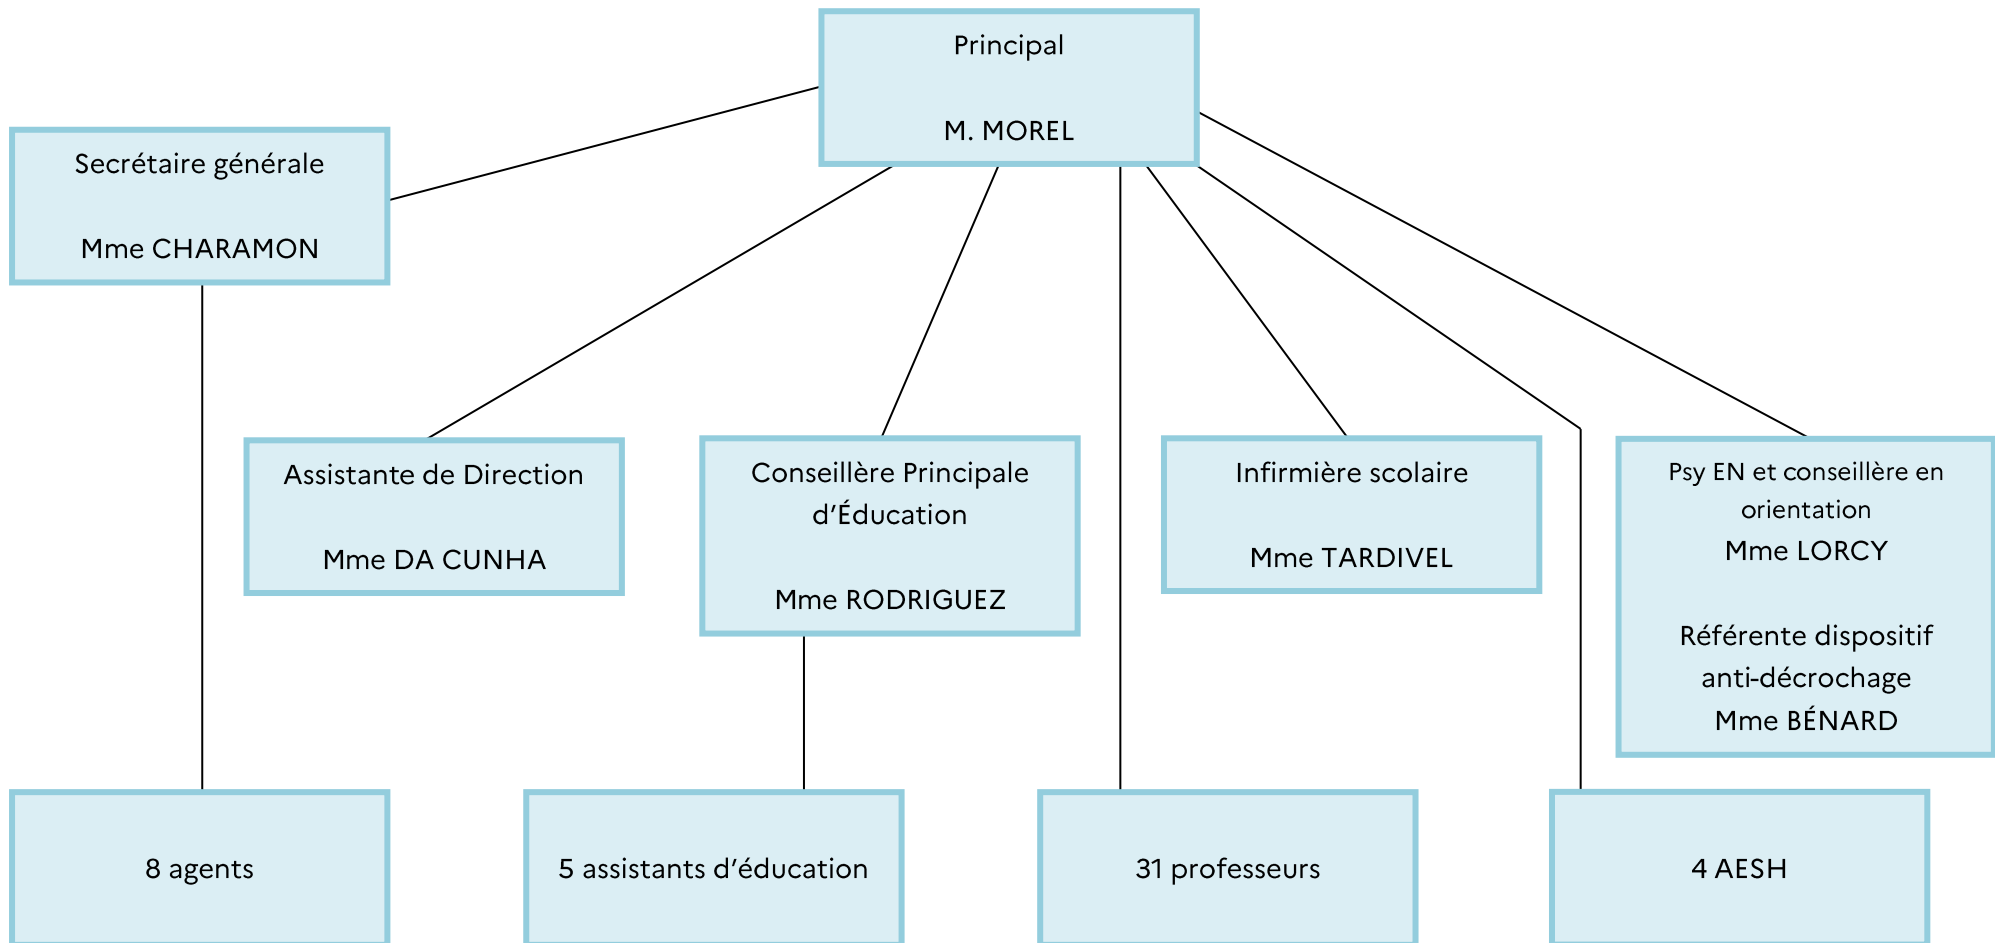 Principal
M. MOREL
Secrétaire générale
Mme CHARAMON
Assistante de Direction
Mme DA CUNHA
Conseillère Principale
d’Éducation
Mme RODRIGUEZ
Infirmière scolaire
Mme TARDIVEL
Psy EN et conseillère en
orientation
Mme LORCY
Référente dispositif
anti-décrochage
Mme BÉNARD
8 agents
5 assistants d’éducation
31 professeurs
4 AESH